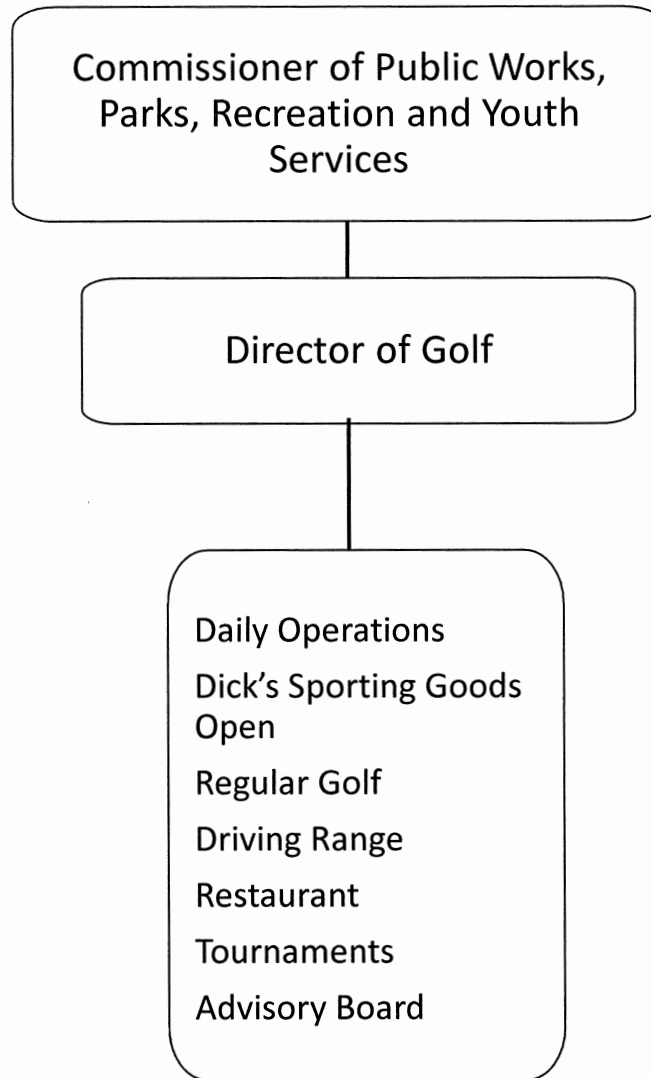 Commissioner of Public Works,
Parks, Recreation and Youth
Services
Director of Golf
Daily Operations
Dick's Sporting Goods
Open
Regular Golf
Driving Range
Restaurant
Tournaments
Advisory Board